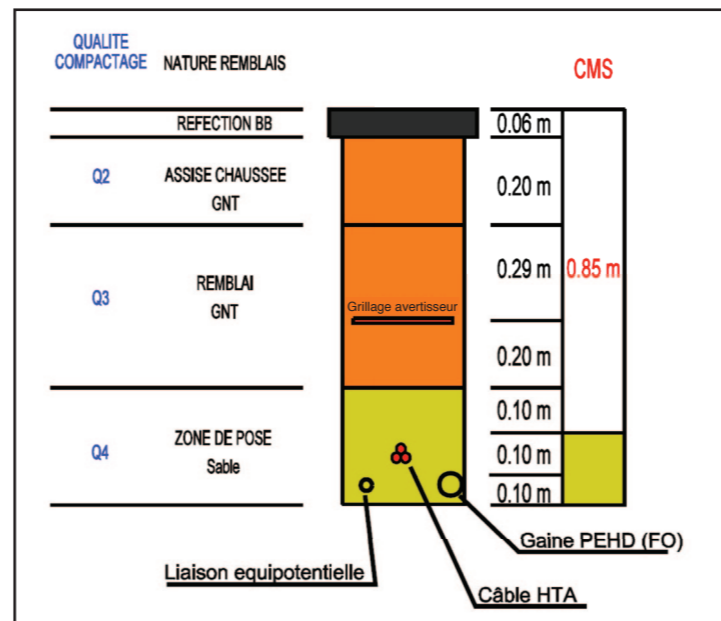 QUALITE
COMPACTAGE
NATURE REMBLAIS
CMS
REFECTION BB
0.06 m
Q2
ASSISE CHAUSSEE
GNT
0.20 m
Q3
REMBLAI
GNT
Grillage avertisseur
0.29 m
0.85 m
0.20 m
0.10 m
Q4
ZONE DE POSE
Sable
0.10 m
0.10 m
Gaine PEHD (FO)
Liaison equipotentielle
Câble HTA